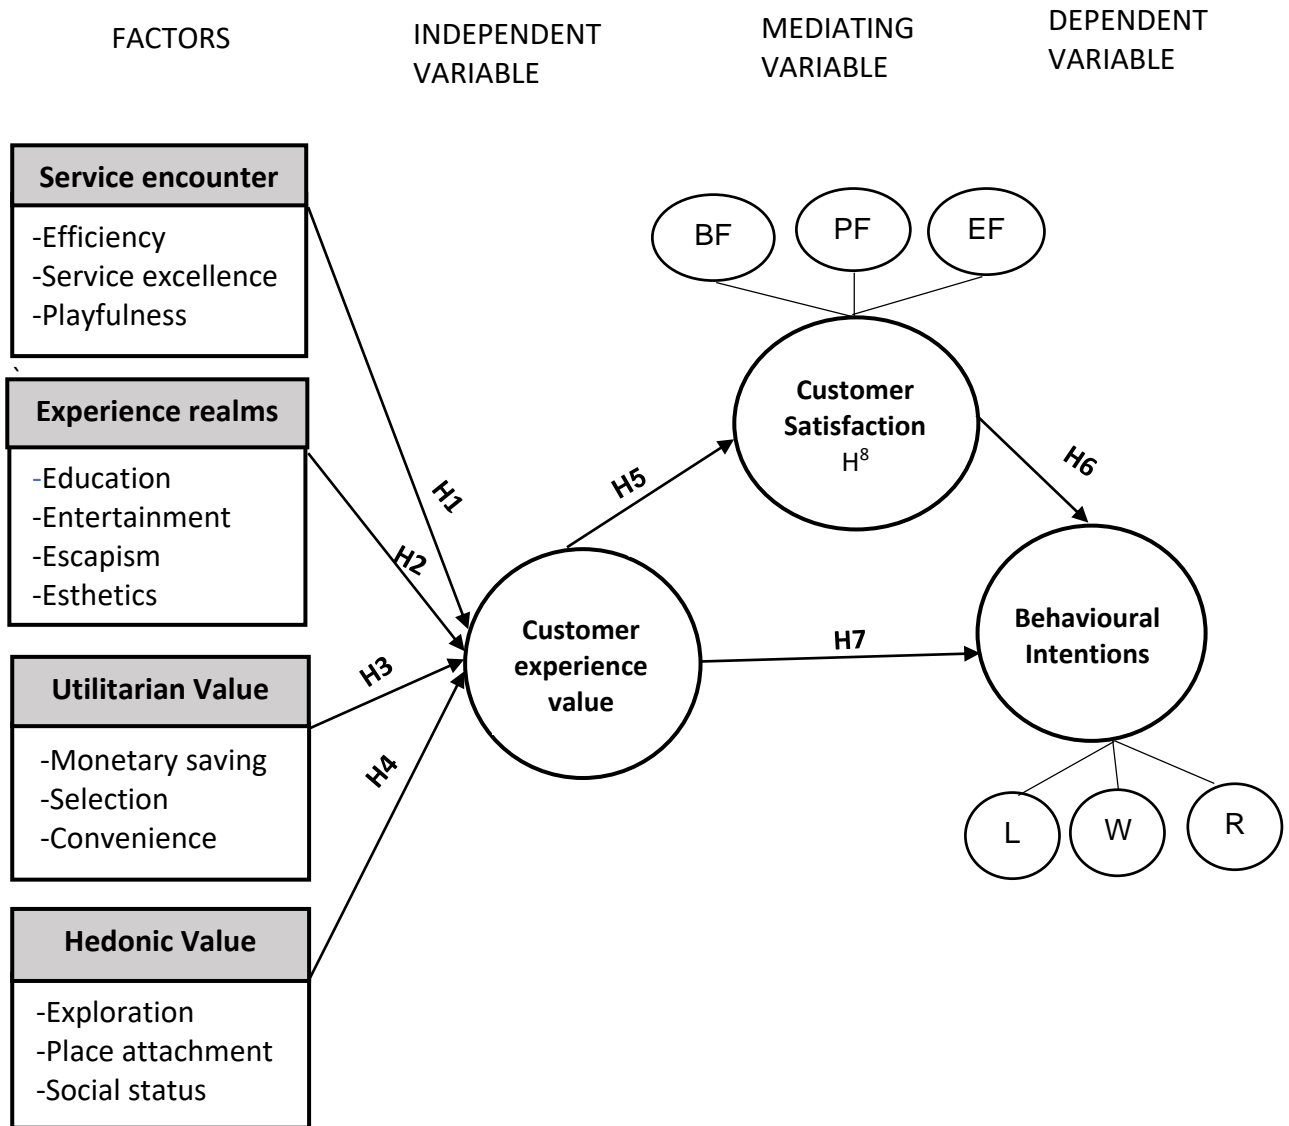 FACTORS
INDEPENDENT
VARIABLE
MEDIATING
VARIABLE
DEPENDENT
VARIABLE
Service encounter
-Efficiency
-Service excellence
-Playfulness
`
Experience realms
-Education
-Entertainment
-Escapism
-Esthetics
Utilitarian Value
-Monetary saving
-Selection
-Convenience
Hedonic Value
-Exploration
-Place attachment
-Social status
H1
H2
H3
H4
Customer
experience
value
H5
BF
PF
EF
Customer
Satisfaction
H⁸
H6
H7
Behavioural
Intentions
L
W
R